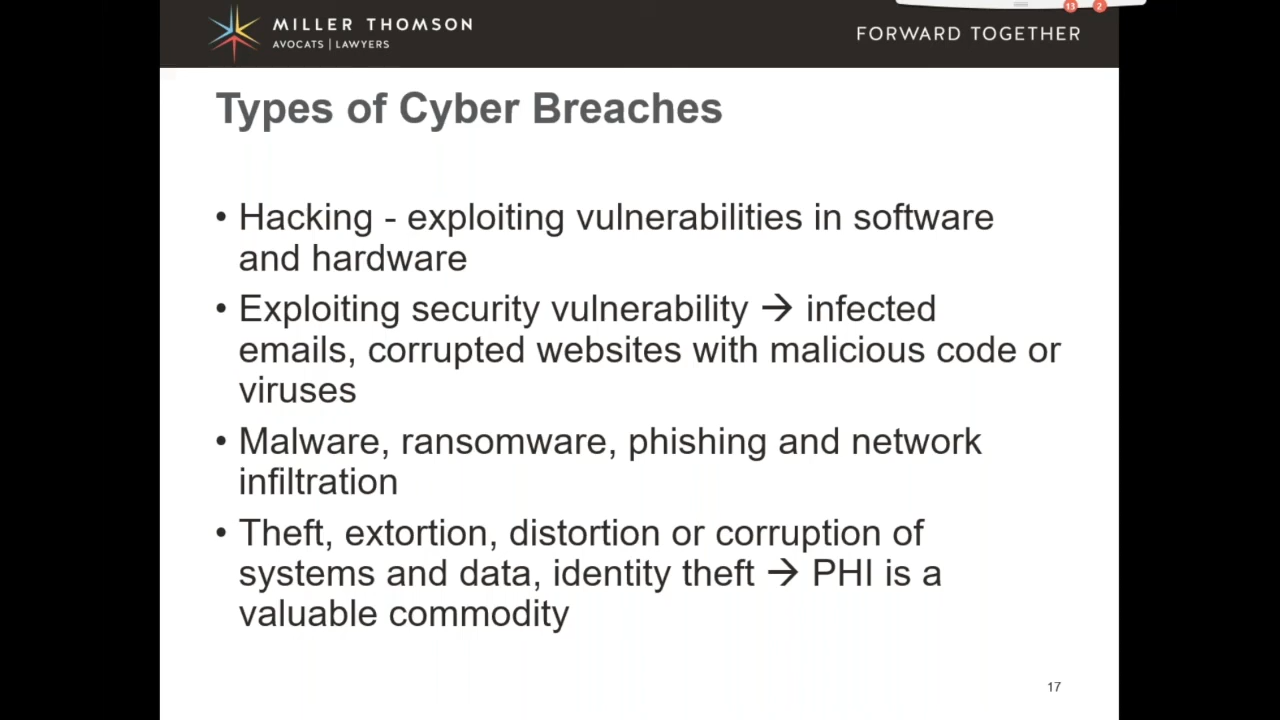 MILLER THOMSON
AVOCATS | LAWYERS
FORWARD TOGETHER
13
2
Types of Cyber Breaches
• Hacking - exploiting vulnerabilities in software
and hardware
• Exploiting security vulnerability → infected
emails, corrupted websites with malicious code or
viruses
• Malware, ransomware, phishing and network
infiltration
• Theft, extortion, distortion or corruption of
systems and data, identity theft → PHI is a
valuable commodity
17